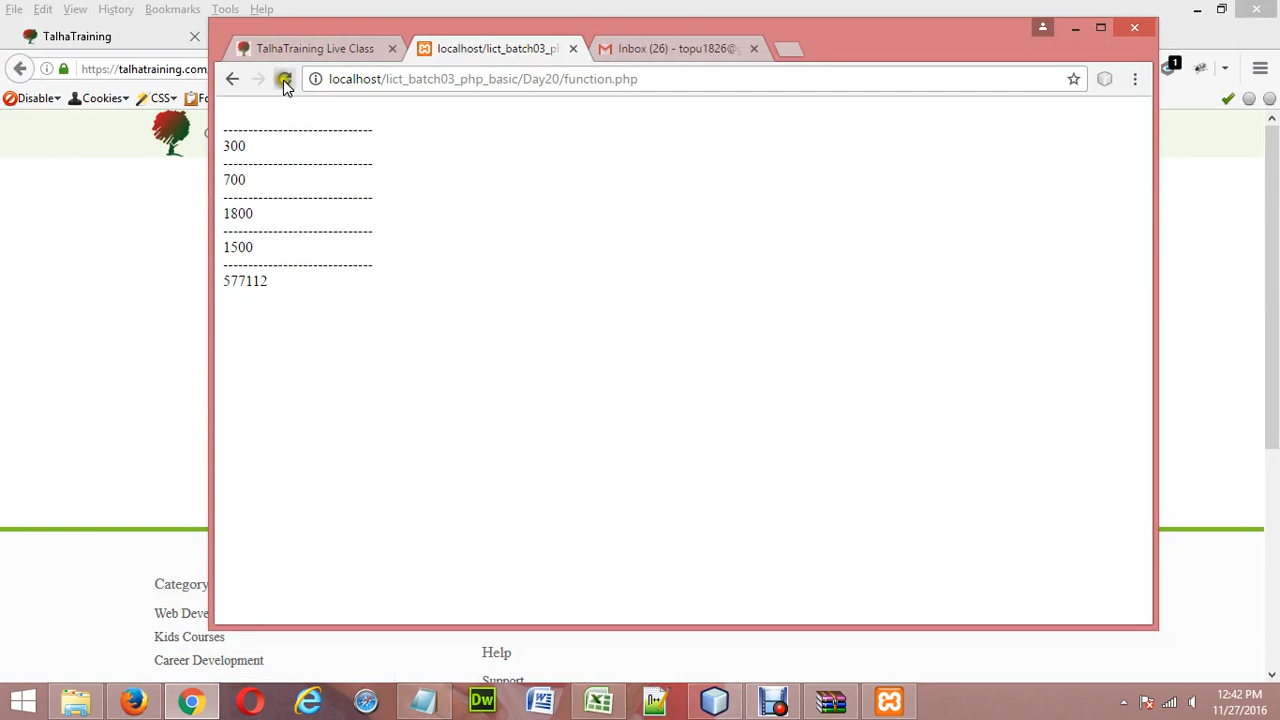 File Edit View History Bookmarks Tools Help
TalhaTraining
https://talhatraining.com
Disable Cookies CSS
TalhaTraining Live Class
localhost/lict_batch03_p
Inbox (26) - topu1826@
localhost/lict_batch03_php_basic/Day20/function.php
1
------------------------------
300
------------------------------
700
------------------------------
1800
------------------------------
1500
------------------------------
577112
Category
Web Deve
Kids Courses
Career Development
Help
Support
12:42 PM
11/27/2016